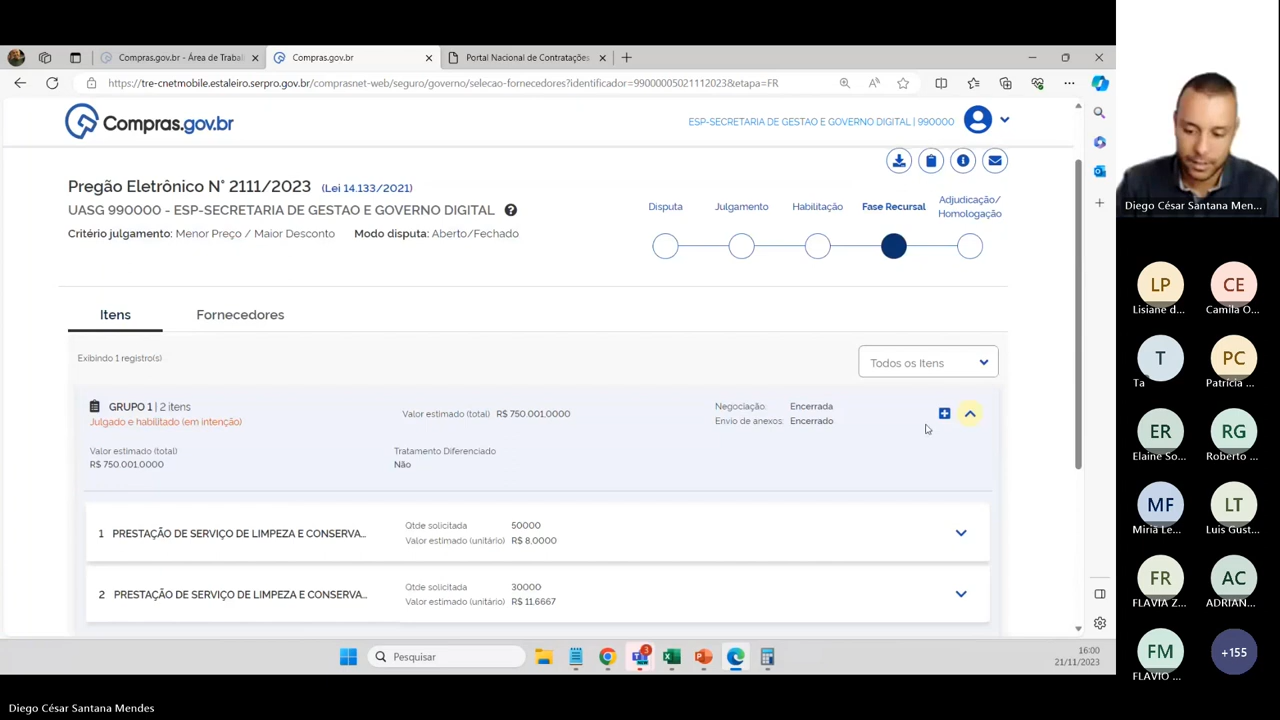 Compras.gov.br - Área de Trabal
Compras.gov.br
Portal Nacional de Contratações
https://tre-cnetmobile.estaleiro.serpro.gov.br/comprasnet-web/seguro/governo/selecao-fornecedores?identificador=99000005021112023&etapa=FR
Compras.gov.br
ESP-SECRETARIA DE GESTAO E GOVERNO DIGITAL | 990000
Pregão Eletrônico N° 2111/2023 (Lei 14.133/2021)
UASG 990000 - ESP-SECRETARIA DE GESTAO E GOVERNO DIGITAL
Critério julgamento: Menor Preço / Maior Desconto Modo disputa: Aberto/Fechado
Disputa
Julgamento
Habilitação
Fase Recursal
Adjudicação/
Homologação
Itens
Fornecedores
Exibindo 1 registro(s)
Todos os Itens
GRUPO 1 | 2 itens
Julgado e habilitado (em intenção)
Valor estimado (total) R$ 750.001,0000
Negociação: Encerrada
Envio de anexos: Encerrado
Valor estimado (total)
R$ 750.001,0000
Tratamento Diferenciado
Não
1 PRESTAÇÃO DE SERVIÇO DE LIMPEZA E CONSERVA...
Qtde solicitada 50000
Valor estimado (unitário) R$ 8,0000
2 PRESTAÇÃO DE SERVIÇO DE LIMPEZA E CONSERVA...
Qtde solicitada 30000
Valor estimado (unitário) R$ 11,6667
Pesquisar
3
16:00
21/11/2023
Diego César Santana Men...
LP
Lisiane d...
CE
Camila O...
T
Ta
PC
Patrícia ...
ER
Elaine So...
RG
Roberto ...
MF
Miriã Le...
LT
Luis Gust...
FR
FLAVIA Z...
AC
ADRIAN...
FM
FLAVIO ...
+155
Diego César Santana Mendes